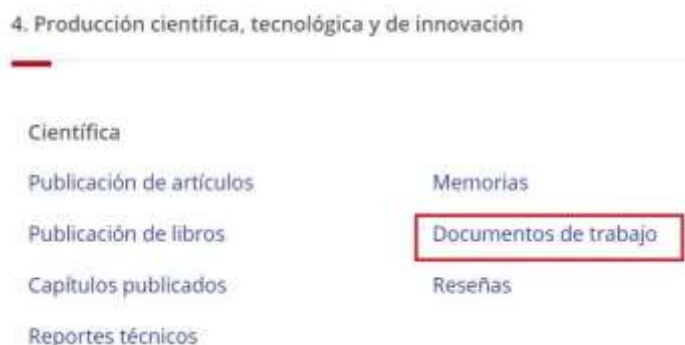 4. Producción científica, tecnológica y de innovación
Científica
Publicación de artículos
Memorias
Publicación de libros
Documentos de trabajo
Capítulos publicados
Reseñas
Reportes técnicos